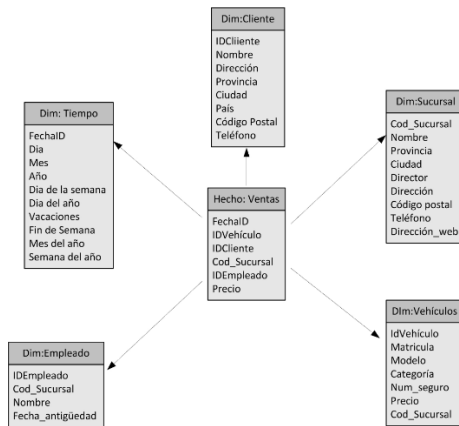 Dim:Cliente
IDCliiente
Nombre
Dirección
Provincia
Ciudad
País
Código Postal
Teléfono
Dim: Tiempo
FechaID
Dia
Mes
Año
Dia de la semana
Dia del año
Vacaciones
Fin de Semana
Mes del año
Semana del año
Dim:Sucursal
Cod_Sucursal
Nombre
Provincia
Ciudad
Director
Dirección
Código postal
Teléfono
Dirección_web
Hecho: Ventas
FechaID
IDVehículo
IDCliente
Cod_Sucursal
IDEmpleado
Precio
Dim:Empleado
IDEmpleado
Cod_Sucursal
Nombre
Fecha_antigüedad
DIm:Vehículos
IdVehículo
Matricula
Modelo
Categoría
Num_seguro
Precio
Cod_Sucursal